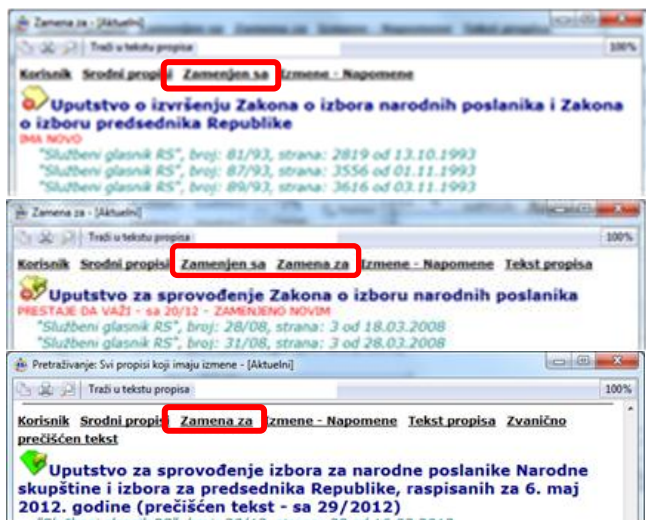 Zamena za - [Aktuelni]
Traži u tekstu propisa 100%
Korisnik Srodni propisi Zamenjen sa Izmene - Napomene
Uputstvo o izvršenju Zakona o izbora narodnih poslanika i Zakona
o izboru predsednika Republike
IMA NOVO
"Službeni glasnik RS", broj: 81/93, strana: 2819 od 13.10.1993
"Službeni glasnik RS", broj: 87/93, strana: 3556 od 01.11.1993
"Službeni glasnik RS", broj: 89/93, strana: 3616 od 03.11.1993
Zamena za - [Aktuelni]
Traži u tekstu propisa 100%
Korisnik Srodni propisi Zamenjen sa Zamena za Izmene - Napomene Tekst propisa
Uputstvo za sprovođenje Zakona o izboru narodnih poslanika
PRESTAJE DA VAŽI - sa 20/12 - ZAMENJENO NOVIM
"Službeni glasnik RS", broj: 28/08, strana: 3 od 18.03.2008
"Službeni glasnik RS", broj: 31/08, strana: 3 od 28.03.2008
Pretraživanje: Svi propisi koji imaju izmene - [Aktuelni]
Traži u tekstu propisa 100%
Korisnik Srodni propisi Zamena za Izmene - Napomene Tekst propisa Zvanično
prečišćen tekst
Uputstvo za sprovođenje izbora za narodne poslanike Narodne
skupštine i izbora za predsednika Republike, raspisanih za 6. maj
2012. godine (prečišćen tekst - sa 29/2012)